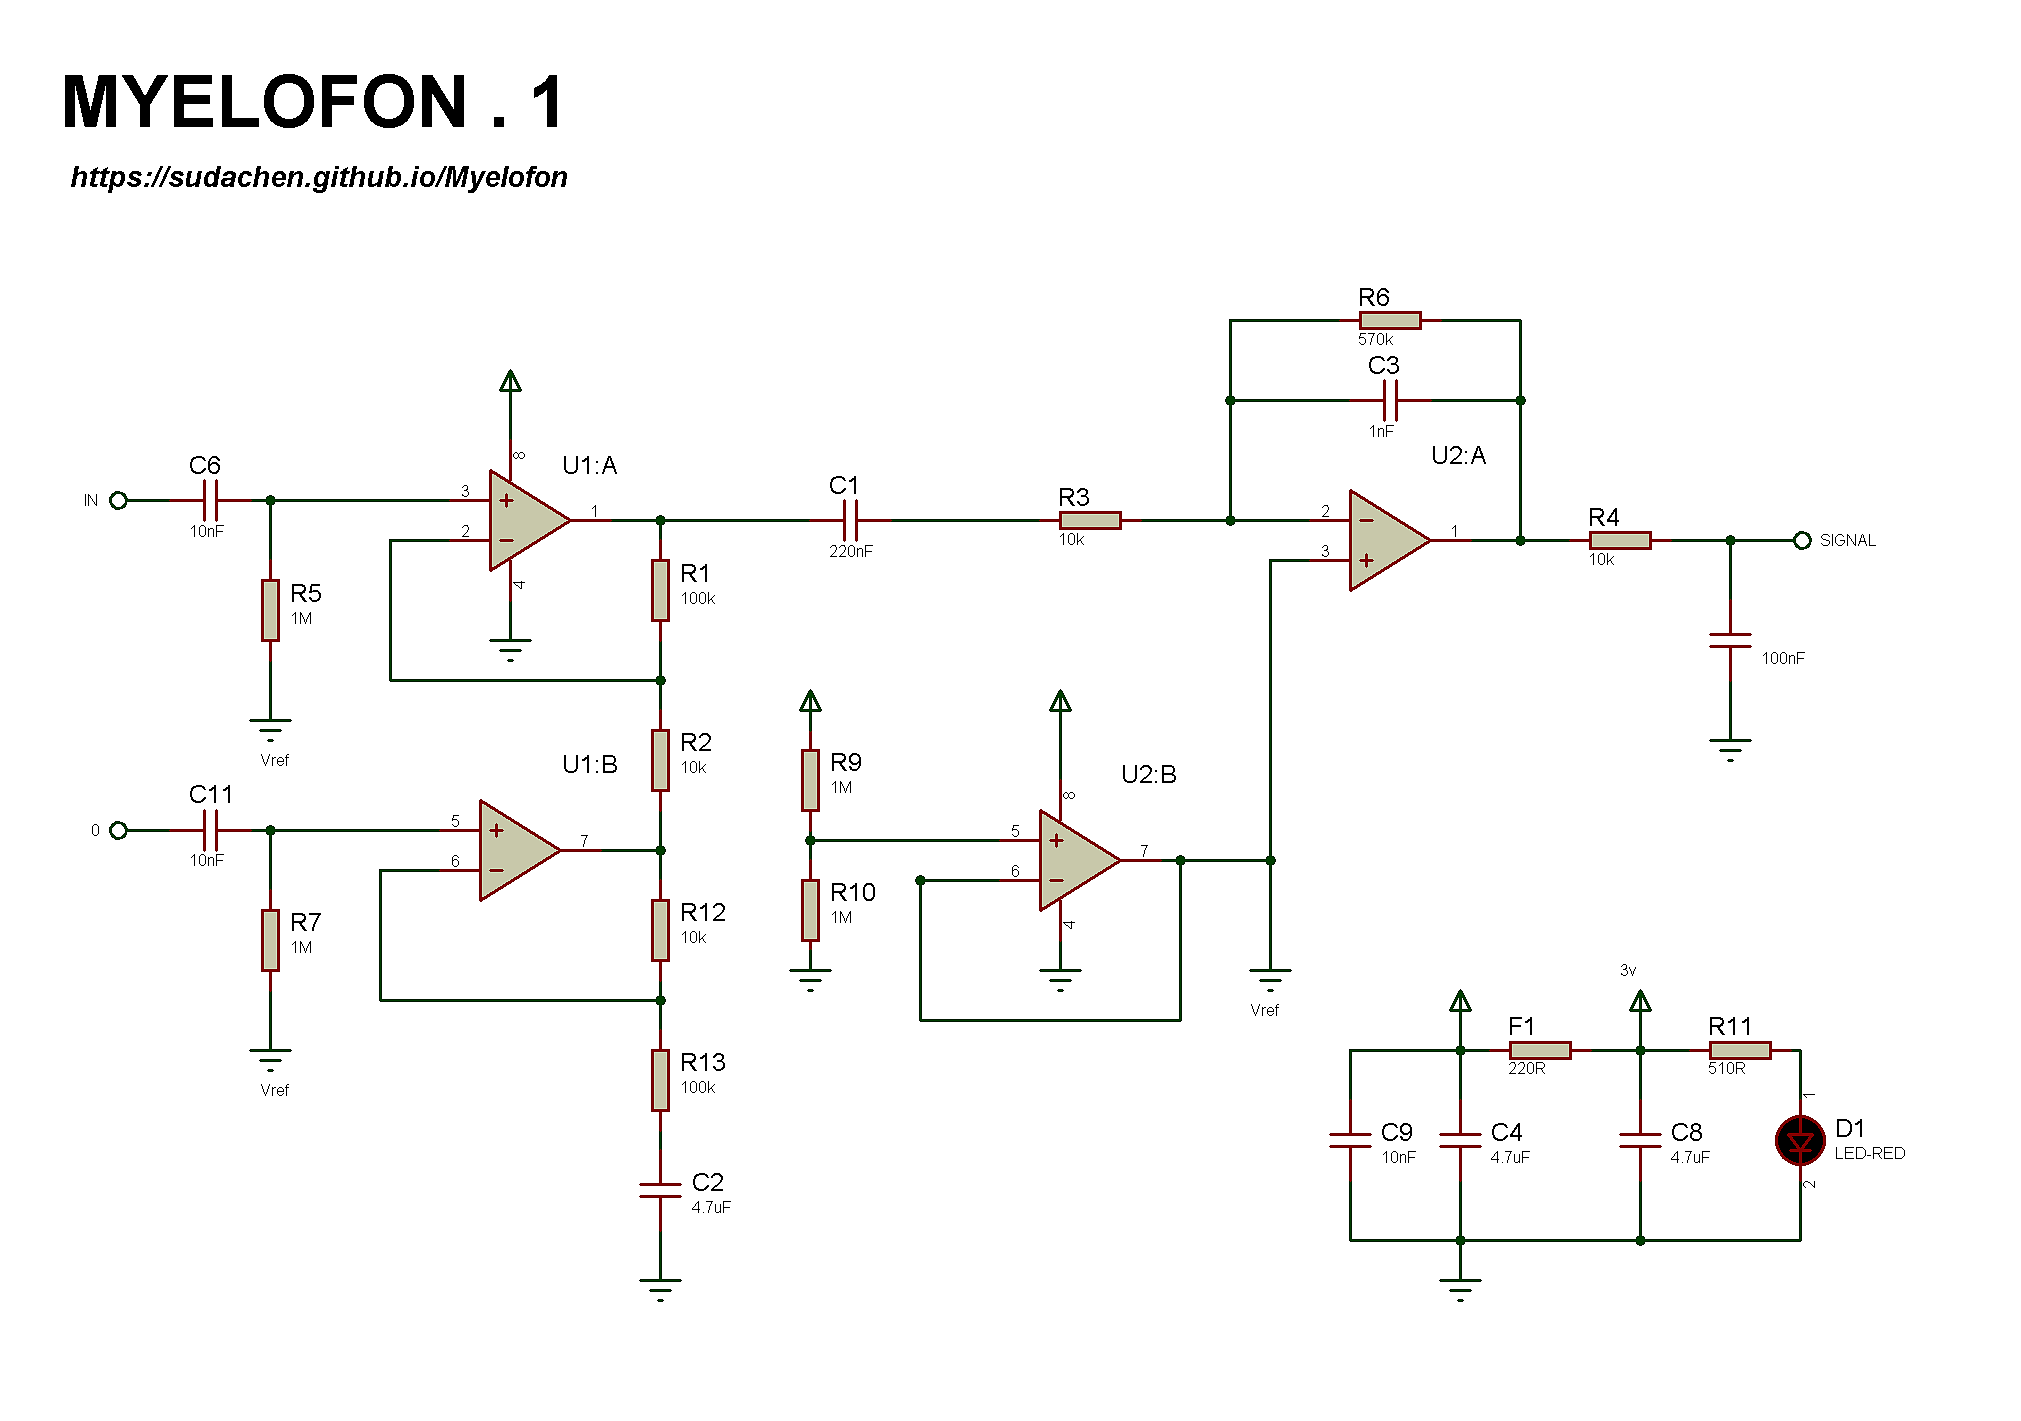 MYELOFON . 1
https://sudachen.github.io/Myelofon
R6
570k
C3
1nF
U2:A
2
3
1
R4
10k
SIGNAL
100nF
IN
C6
10nF
R5
1M
Vref
8
3
2
4
1
U1:A
C1
220nF
R3
10k
R1
100k
R2
10k
U1:B
0
C11
10nF
R7
1M
Vref
5
6
7
R12
10k
R13
100k
C2
4.7uF
R9
1M
R10
1M
U2:B
8
5
6
4
7
Vref
3v
F1
220R
R11
510R
C9
10nF
C4
4.7uF
C8
4.7uF
1
D1
LED-RED
2